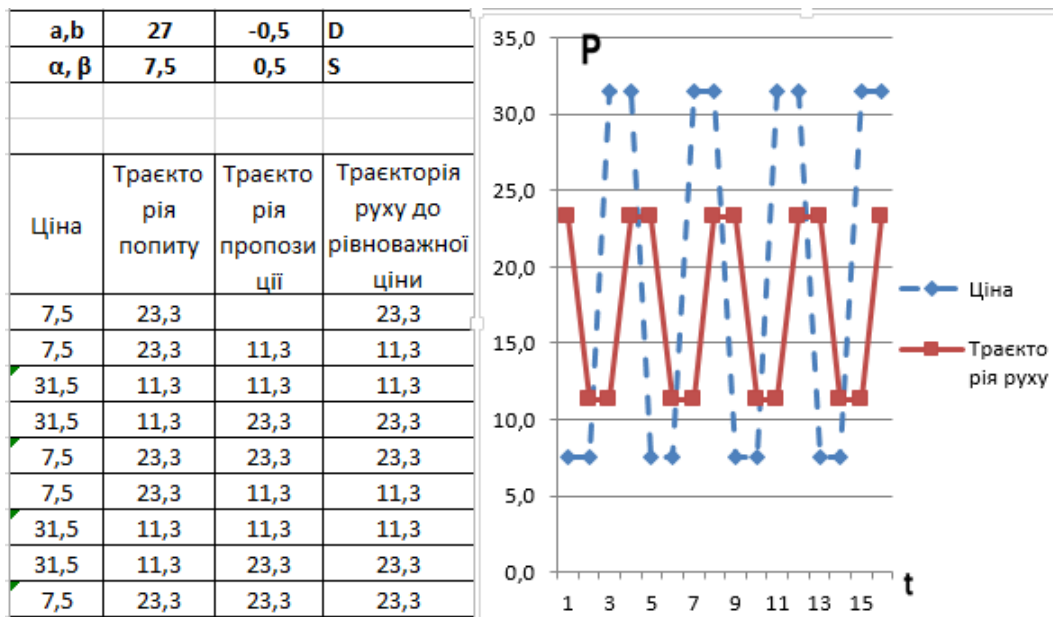 a,b 27 -0,5 D
α, β 7,5 0,5 S
Ціна
Траєкто
рія
попиту
Траєкто
рія
пропози
ції
Траєкторія
руху до
рівноважної
ціни
7,5 23,3 23,3
7,5 23,3 11,3 11,3
31,5 11,3 11,3 11,3
31,5 11,3 23,3 23,3
7,5 23,3 23,3 23,3
7,5 23,3 11,3 11,3
31,5 11,3 11,3 11,3
31,5 11,3 23,3 23,3
7,5 23,3 23,3 23,3
P
35,0
30,0
25,0
20,0
15,0
10,0
5,0
0,0
1 3 5 7 9 11 13 15
t
Ціна
Траєкто
рія руху